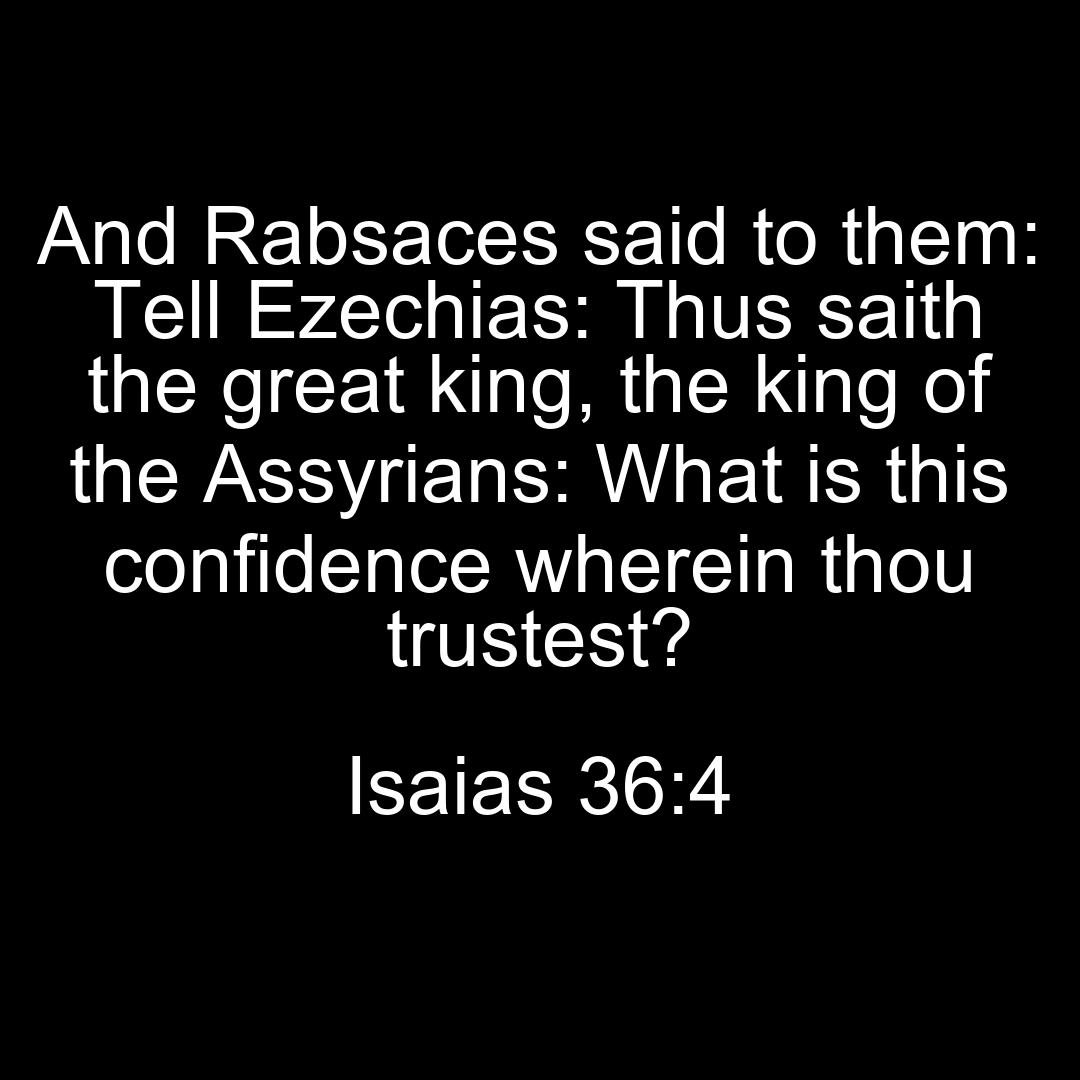 And Rabsaces said to them:
Tell Ezechias: Thus saith
the great king, the king of
the Assyrians: What is this
confidence wherein thou
trustest?
Isaias 36:4